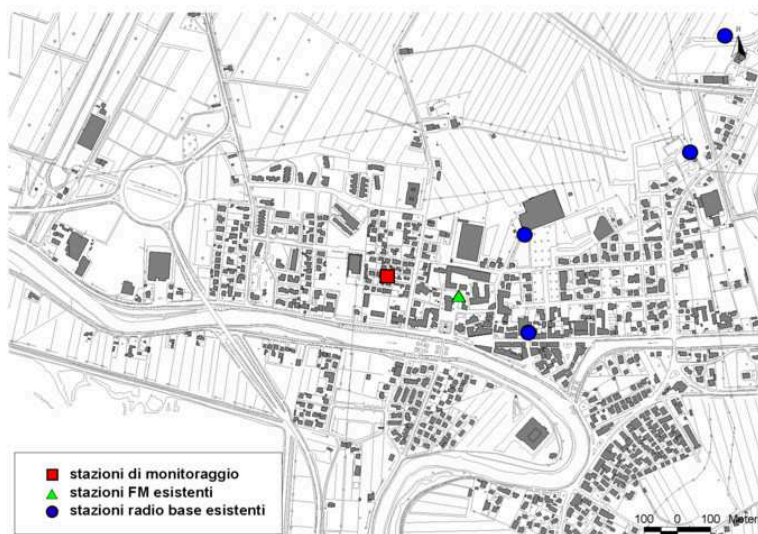 N
stazioni di monitoraggio
stazioni FM esistenti
stazioni radio base esistenti
100 0 100 Meter